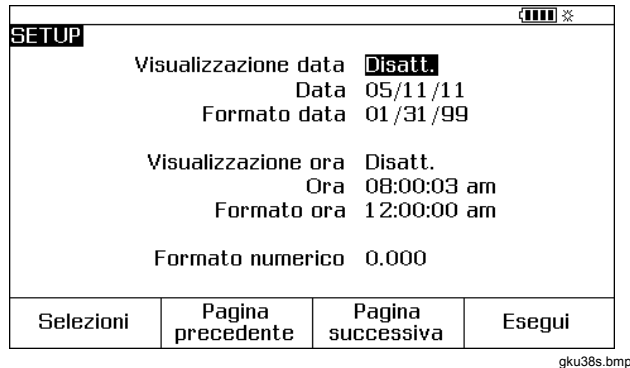 SETUP
Visualizzazione data Disatt.
Data 05/11/11
Formato data 01/31/99
Visualizzazione ora Disatt.
Ora 08:00:03 am
Formato ora 12:00:00 am
Formato numerico 0.000
Selezioni
Pagina
precedente
Pagina
successiva
Esegui
gku38s.bmp